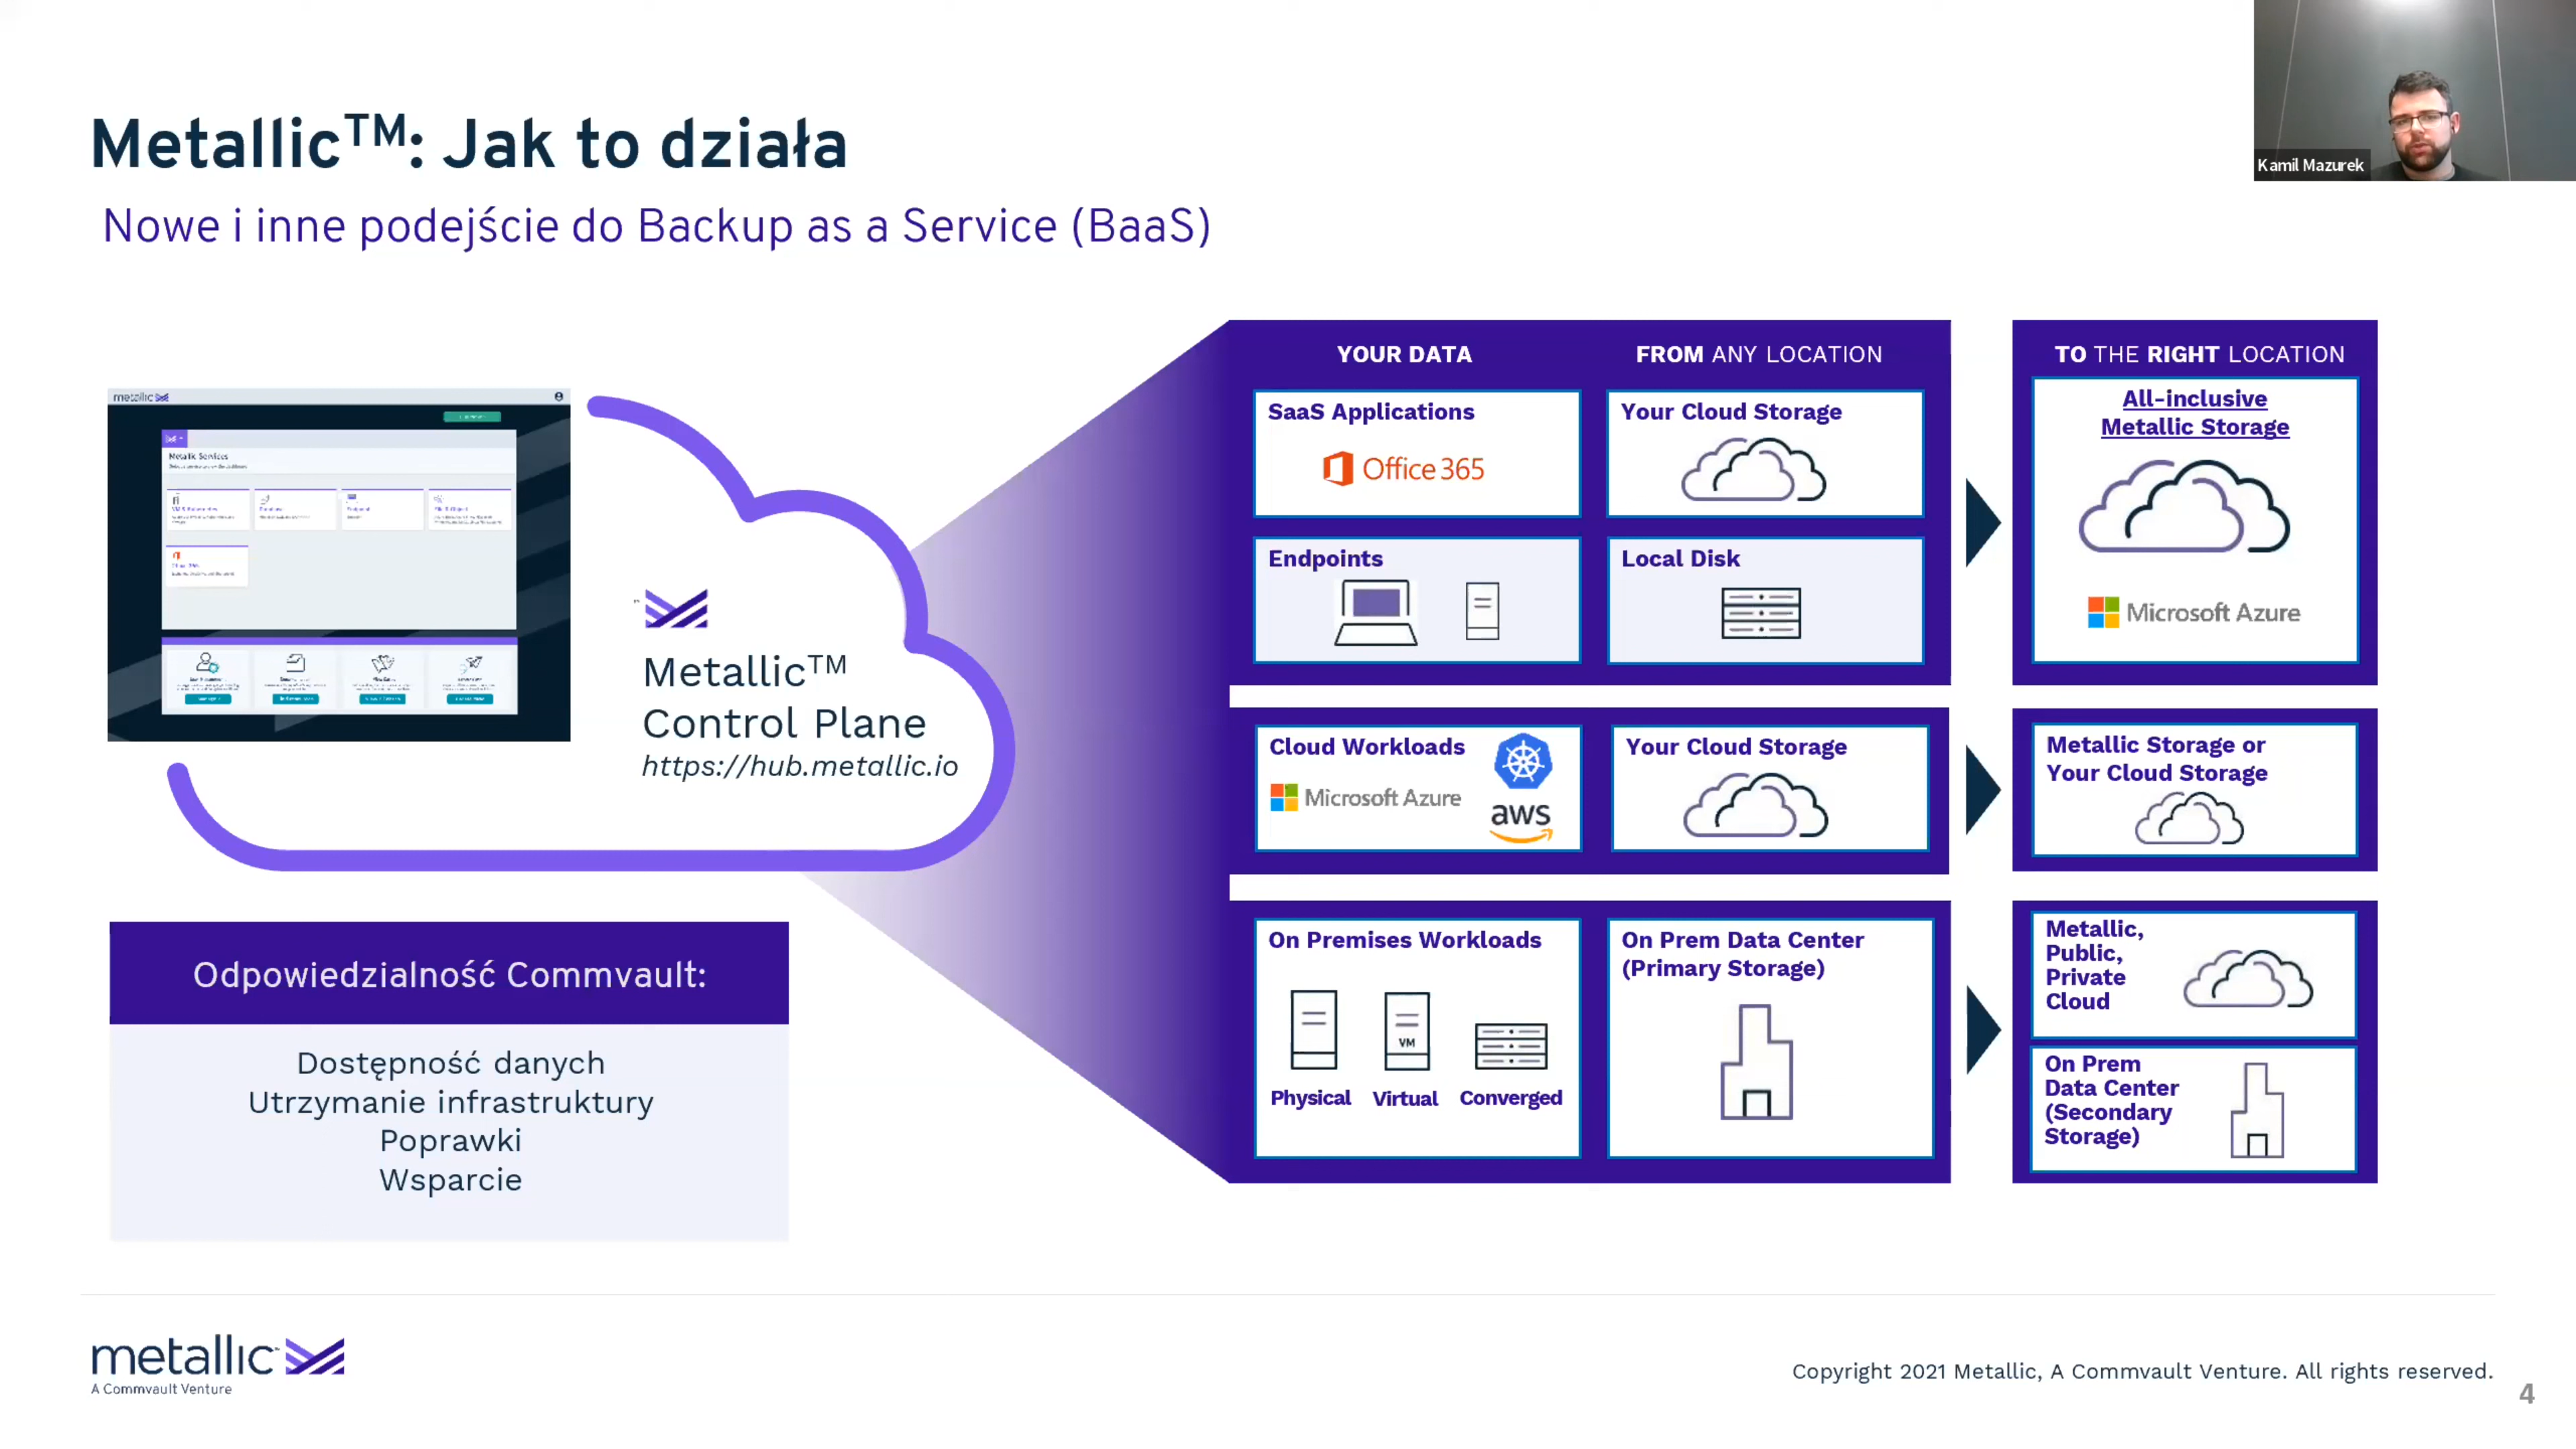 Kamil Mazurek
Metallic™: Jak to działa
Nowe i inne podejście do Backup as a Service (BaaS)
metallic
Metallic Services
Metallic™
Control Plane
https://hub.metallic.io
Odpowiedzialność Commvault:
Dostępność danych
Utrzymanie infrastruktury
Poprawki
Wsparcie
YOUR DATA
FROM ANY LOCATION
TO THE RIGHT LOCATION
SaaS Applications
Office 365
Your Cloud Storage
All-inclusive
Metallic Storage
Microsoft Azure
Endpoints
Local Disk
Cloud Workloads
Microsoft Azure
aws
Your Cloud Storage
Metallic Storage or
Your Cloud Storage
On Premises Workloads
VM
Physical Virtual Converged
On Prem Data Center
(Primary Storage)
Metallic,
Public,
Private
Cloud
On Prem
Data Center
(Secondary
Storage)
metallic
A Commvault Venture
Copyright 2021 Metallic, A Commvault Venture. All rights reserved.
4